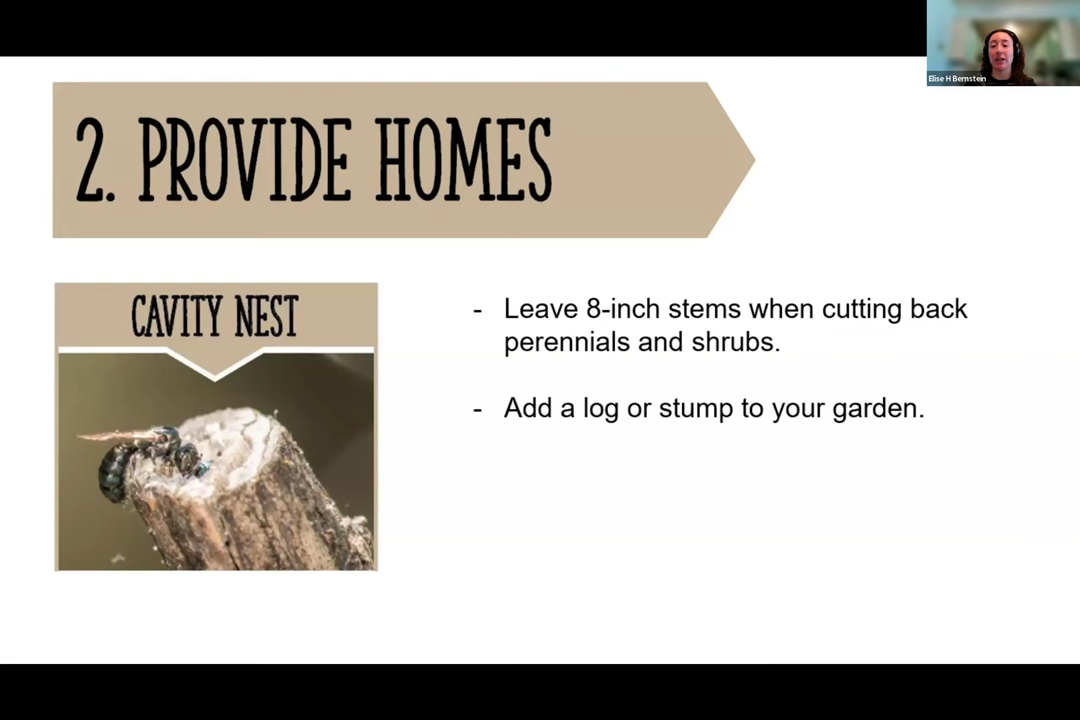 Elise H Bernstein
2. PROVIDE HOMES
CAVITY NEST
- Leave 8-inch stems when cutting back
perennials and shrubs.
- Add a log or stump to your garden.